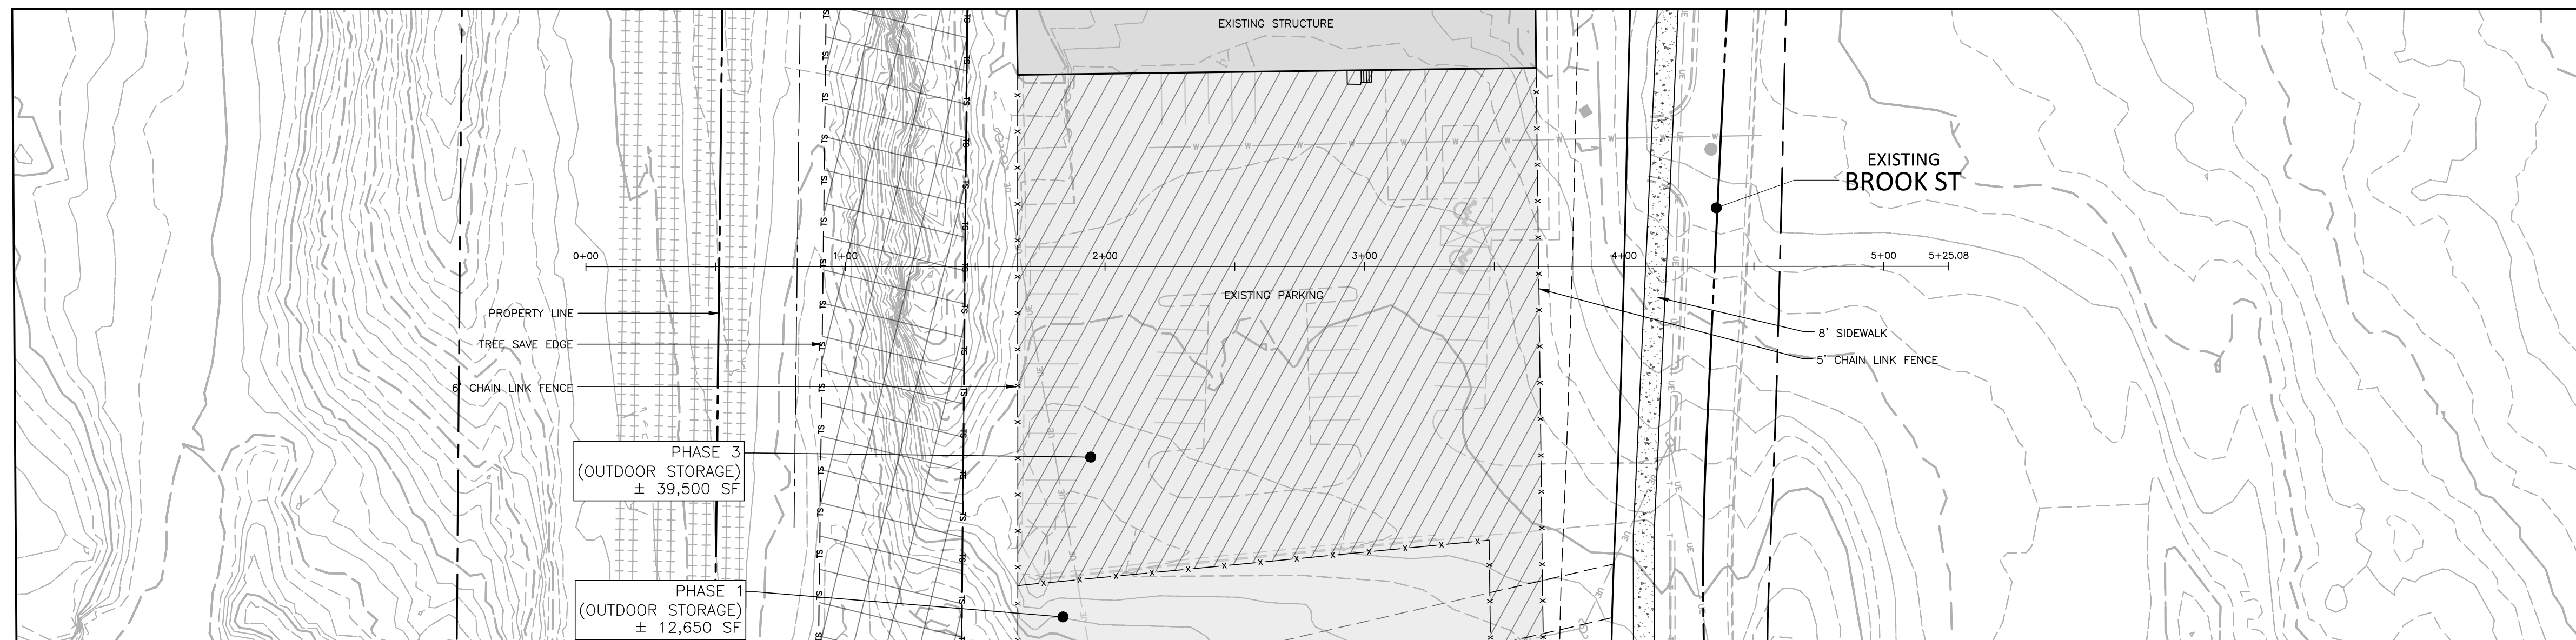 EXISTING STRUCTURE
EXISTING
BROOK ST
0+00
1+00
2+00
3+00
4+00
5+00
5+25.08
EXISTING PARKING
PROPERTY LINE
TREE SAVE EDGE
6' CHAIN LINK FENCE
8' SIDEWALK
5' CHAIN LINK FENCE
PHASE 3
(OUTDOOR STORAGE)
± 39,500 SF
PHASE 1
(OUTDOOR STORAGE)
± 12,650 SF